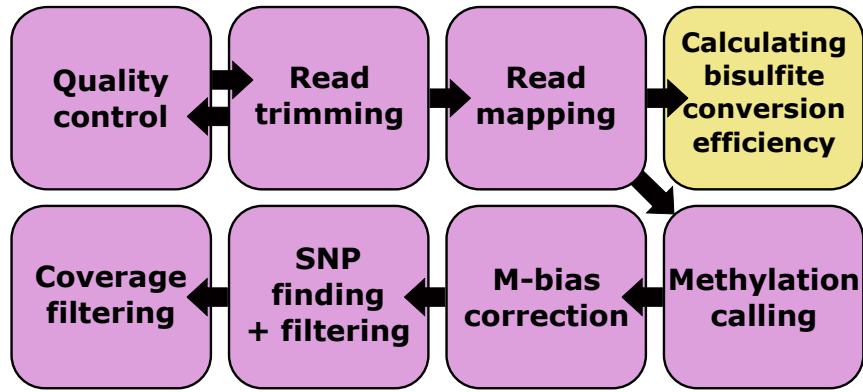 Quality
control
Read
trimming
Read
mapping
Calculating
bisulfite
conversion
efficiency
Coverage
filtering
SNP
finding
+ filtering
M-bias
correction
Methylation
calling